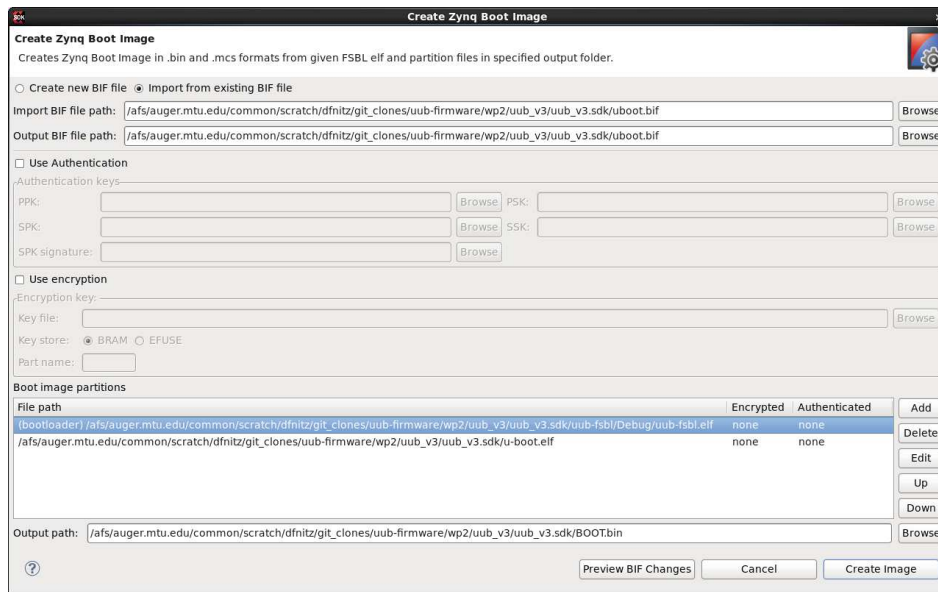 SDK Create Zynq Boot Image
Create Zynq Boot Image
Creates Zynq Boot Image in .bin and .mcs formats from given FSBL elf and partition files in specified output folder.
Create new BIF file Import from existing BIF file
Import BIF file path: /afs/auger.mtu.edu/common/scratch/dfnitz/git_clones/uub-firmware/wp2/uub_v3/uub_v3.sdk/uboot.bif Browse
Output BIF file path: /afs/auger.mtu.edu/common/scratch/dfnitz/git_clones/uub-firmware/wp2/uub_v3/uub_v3.sdk/uboot.bif Browse
Use Authentication
Authentication keys
PPK: Browse PSK: Browse
SPK: Browse SSK: Browse
SPK signature: Browse
Use encryption
Encryption key:
Key file: Browse
Key store: BRAM EFUSE
Part name:
Boot image partitions
File path Encrypted Authenticated Add
(bootloader) /afs/auger.mtu.edu/common/scratch/dfnitz/git_clones/uub-firmware/wp2/uub_v3/uub_v3.sdk/uub-fsbl/Debug/uub-fsbl.elf none none
Delete
/afs/auger.mtu.edu/common/scratch/dfnitz/git_clones/uub-firmware/wp2/uub_v3/uub_v3.sdk/u-boot.elf none none
Edit
Up
Down
Output path: /afs/auger.mtu.edu/common/scratch/dfnitz/git_clones/uub-firmware/wp2/uub_v3/uub_v3.sdk/BOOT.bin Browse
? Preview BIF Changes Cancel Create Image